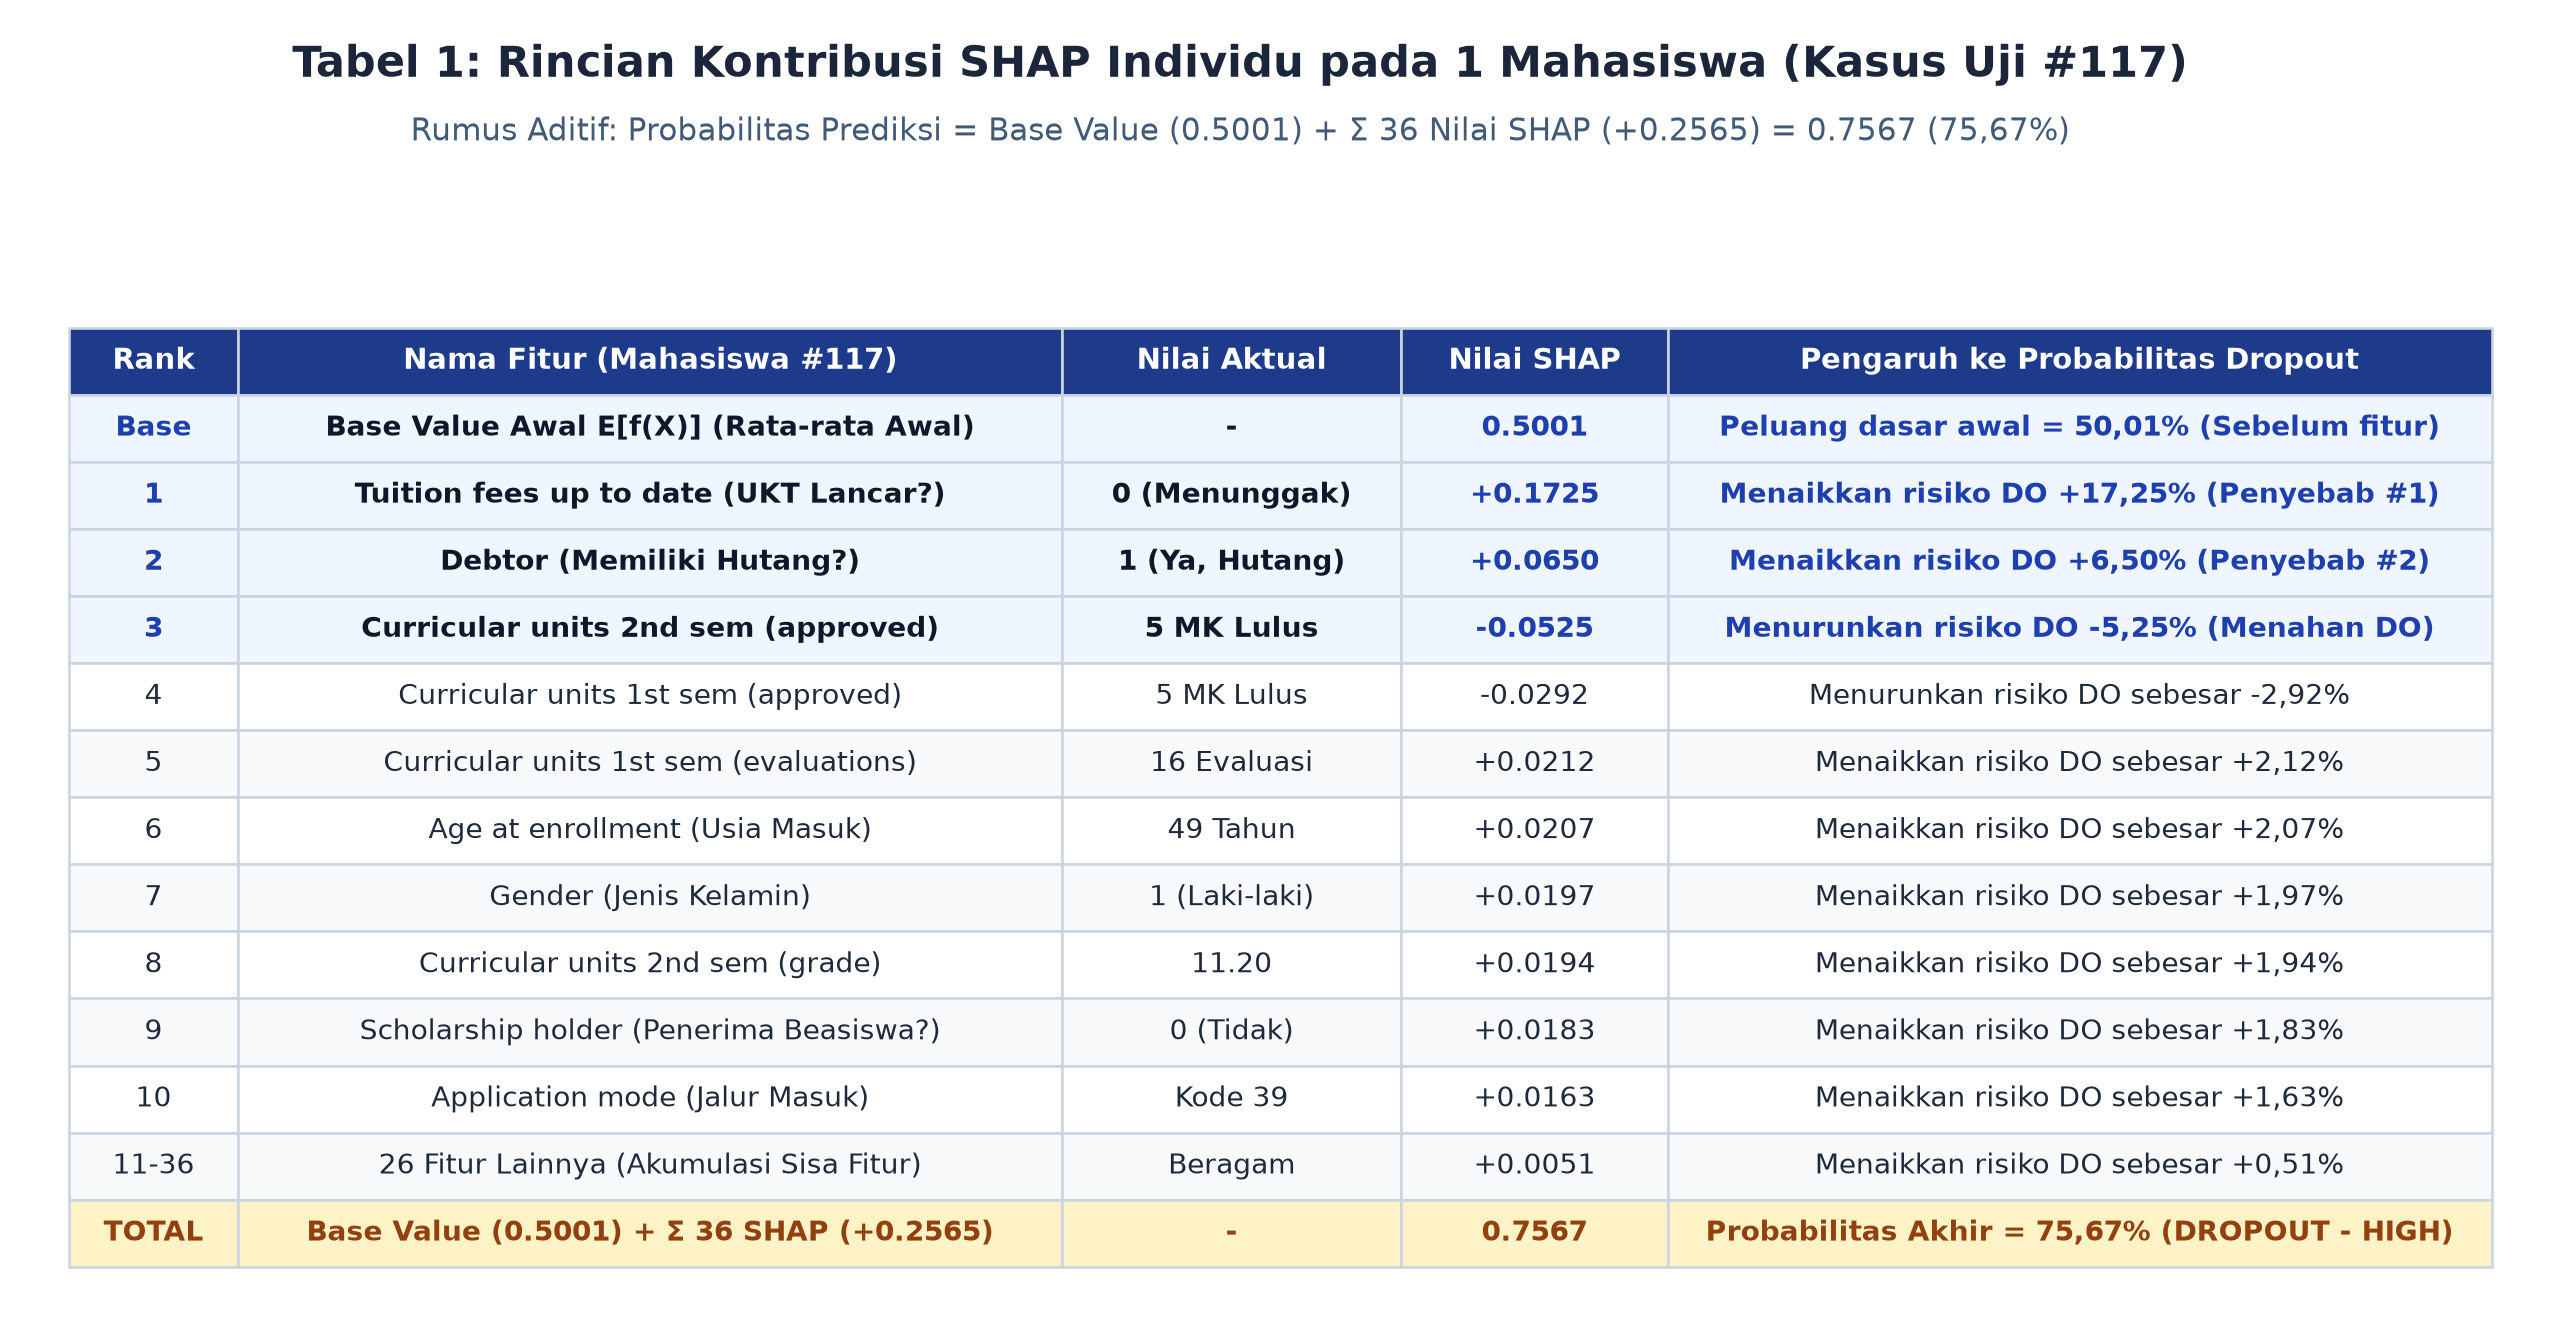 Tabel 1: Rincian Kontribusi SHAP Individu pada 1 Mahasiswa (Kasus Uji #117)
Rumus Aditif: Probabilitas Prediksi = Base Value (0.5001) + Σ 36 Nilai SHAP (+0.2565) = 0.7567 (75,67%)
Rank Nama Fitur (Mahasiswa #117) Nilai Aktual Nilai SHAP Pengaruh ke Probabilitas Dropout
Base Base Value Awal E[f(X)] (Rata-rata Awal) - 0.5001 Peluang dasar awal = 50,01% (Sebelum fitur)
1 Tuition fees up to date (UKT Lancar?) 0 (Menunggak) +0.1725 Menaikkan risiko DO +17,25% (Penyebab #1)
2 Debtor (Memiliki Hutang?) 1 (Ya, Hutang) +0.0650 Menaikkan risiko DO +6,50% (Penyebab #2)
3 Curricular units 2nd sem (approved) 5 MK Lulus -0.0525 Menurunkan risiko DO -5,25% (Menahan DO)
4 Curricular units 1st sem (approved) 5 MK Lulus -0.0292 Menurunkan risiko DO sebesar -2,92%
5 Curricular units 1st sem (evaluations) 16 Evaluasi +0.0212 Menaikkan risiko DO sebesar +2,12%
6 Age at enrollment (Usia Masuk) 49 Tahun +0.0207 Menaikkan risiko DO sebesar +2,07%
7 Gender (Jenis Kelamin) 1 (Laki-laki) +0.0197 Menaikkan risiko DO sebesar +1,97%
8 Curricular units 2nd sem (grade) 11.20 +0.0194 Menaikkan risiko DO sebesar +1,94%
9 Scholarship holder (Penerima Beasiswa?) 0 (Tidak) +0.0183 Menaikkan risiko DO sebesar +1,83%
10 Application mode (Jalur Masuk) Kode 39 +0.0163 Menaikkan risiko DO sebesar +1,63%
11-36 26 Fitur Lainnya (Akumulasi Sisa Fitur) Beragam +0.0051 Menaikkan risiko DO sebesar +0,51%
TOTAL Base Value (0.5001) + Σ 36 SHAP (+0.2565) - 0.7567 Probabilitas Akhir = 75,67% (DROPOUT - HIGH)